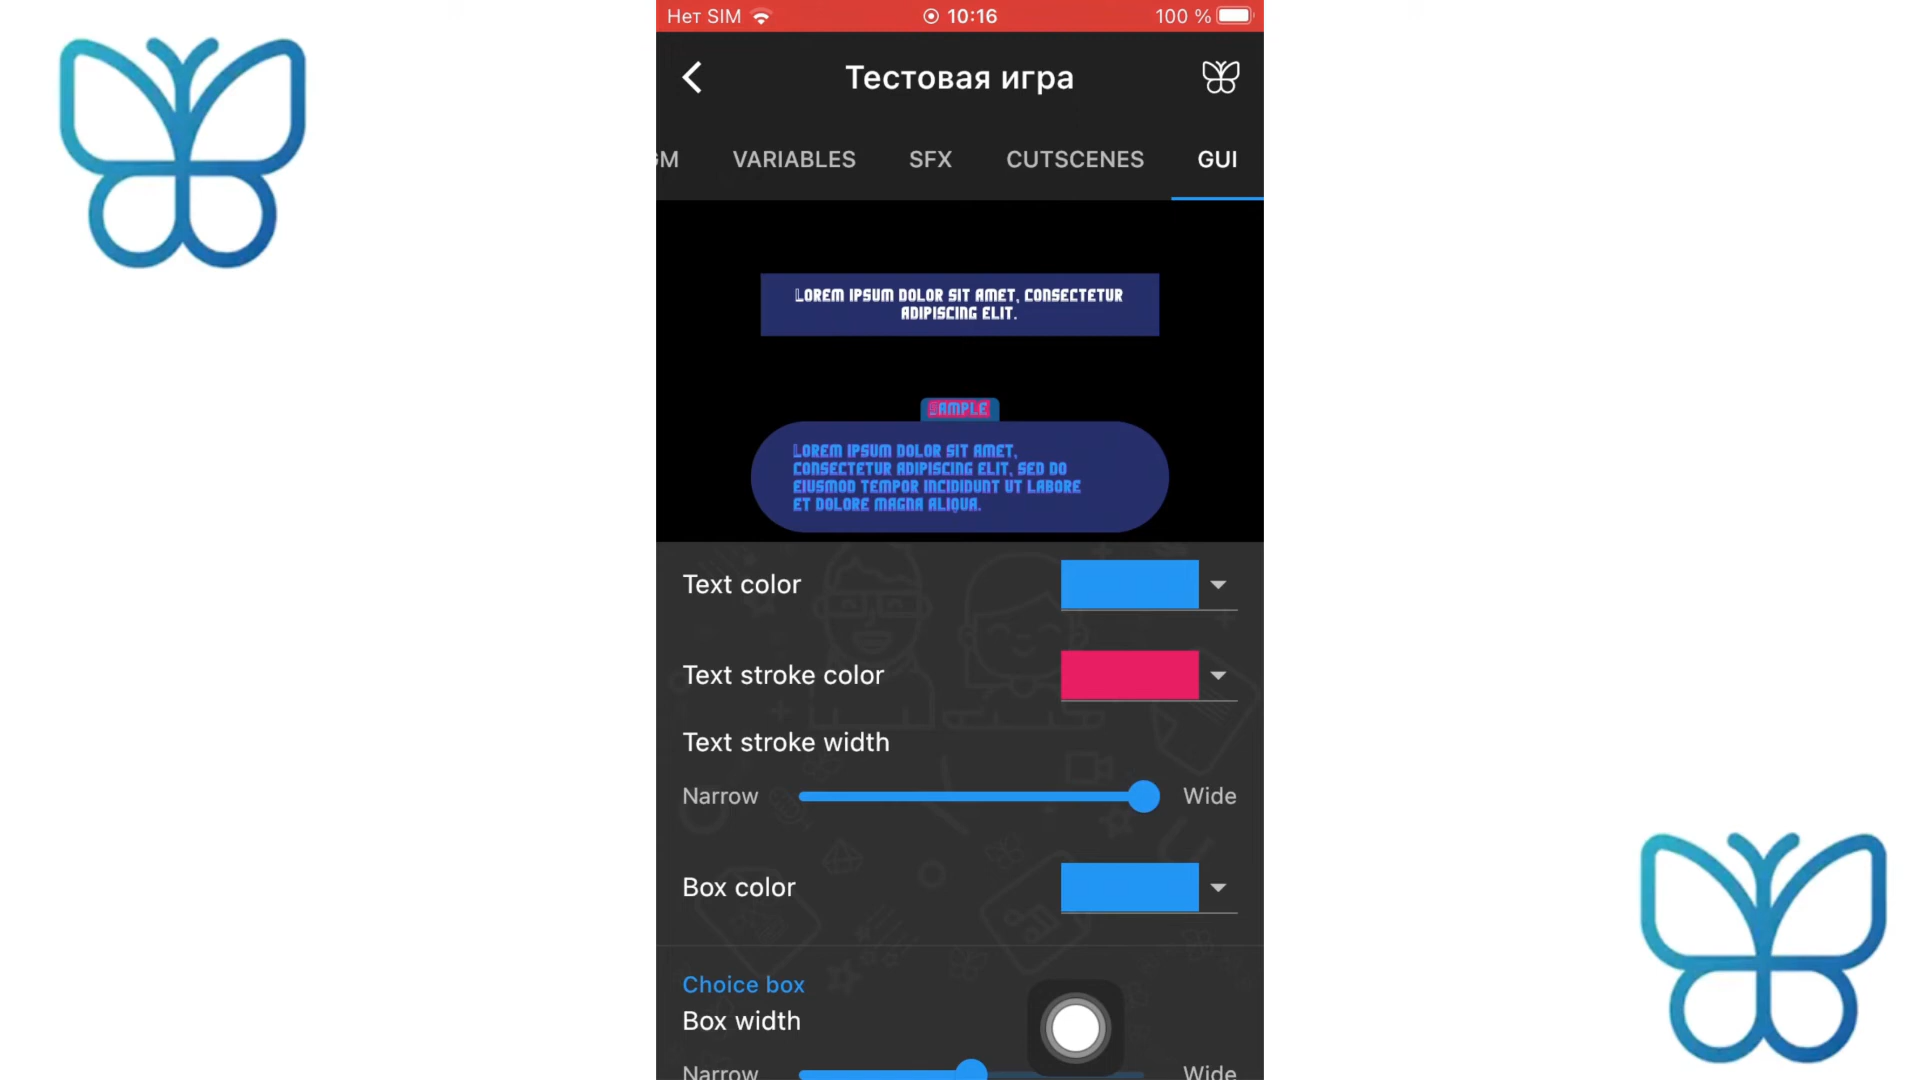 Нет SIM 10:16 100 %
Тестовая игра
VARIABLES SFX CUTSCENES GUI
LOREM IPSUM DOLOR SIT AMET, CONSECTETUR
ADIPISCING ELIT.
LOREM IPSUM DOLOR SIT AMET,
CONSECTETUR ADIPISCING ELIT, SED DO
EIUSMOD TEMPOR INCIDIDUNT UT LABORE
ET DOLORE MAGNA ALIQUA.
Text color
Text stroke color
Text stroke width
Narrow Wide
Box color
Choice box
Box width
Narrow Wide